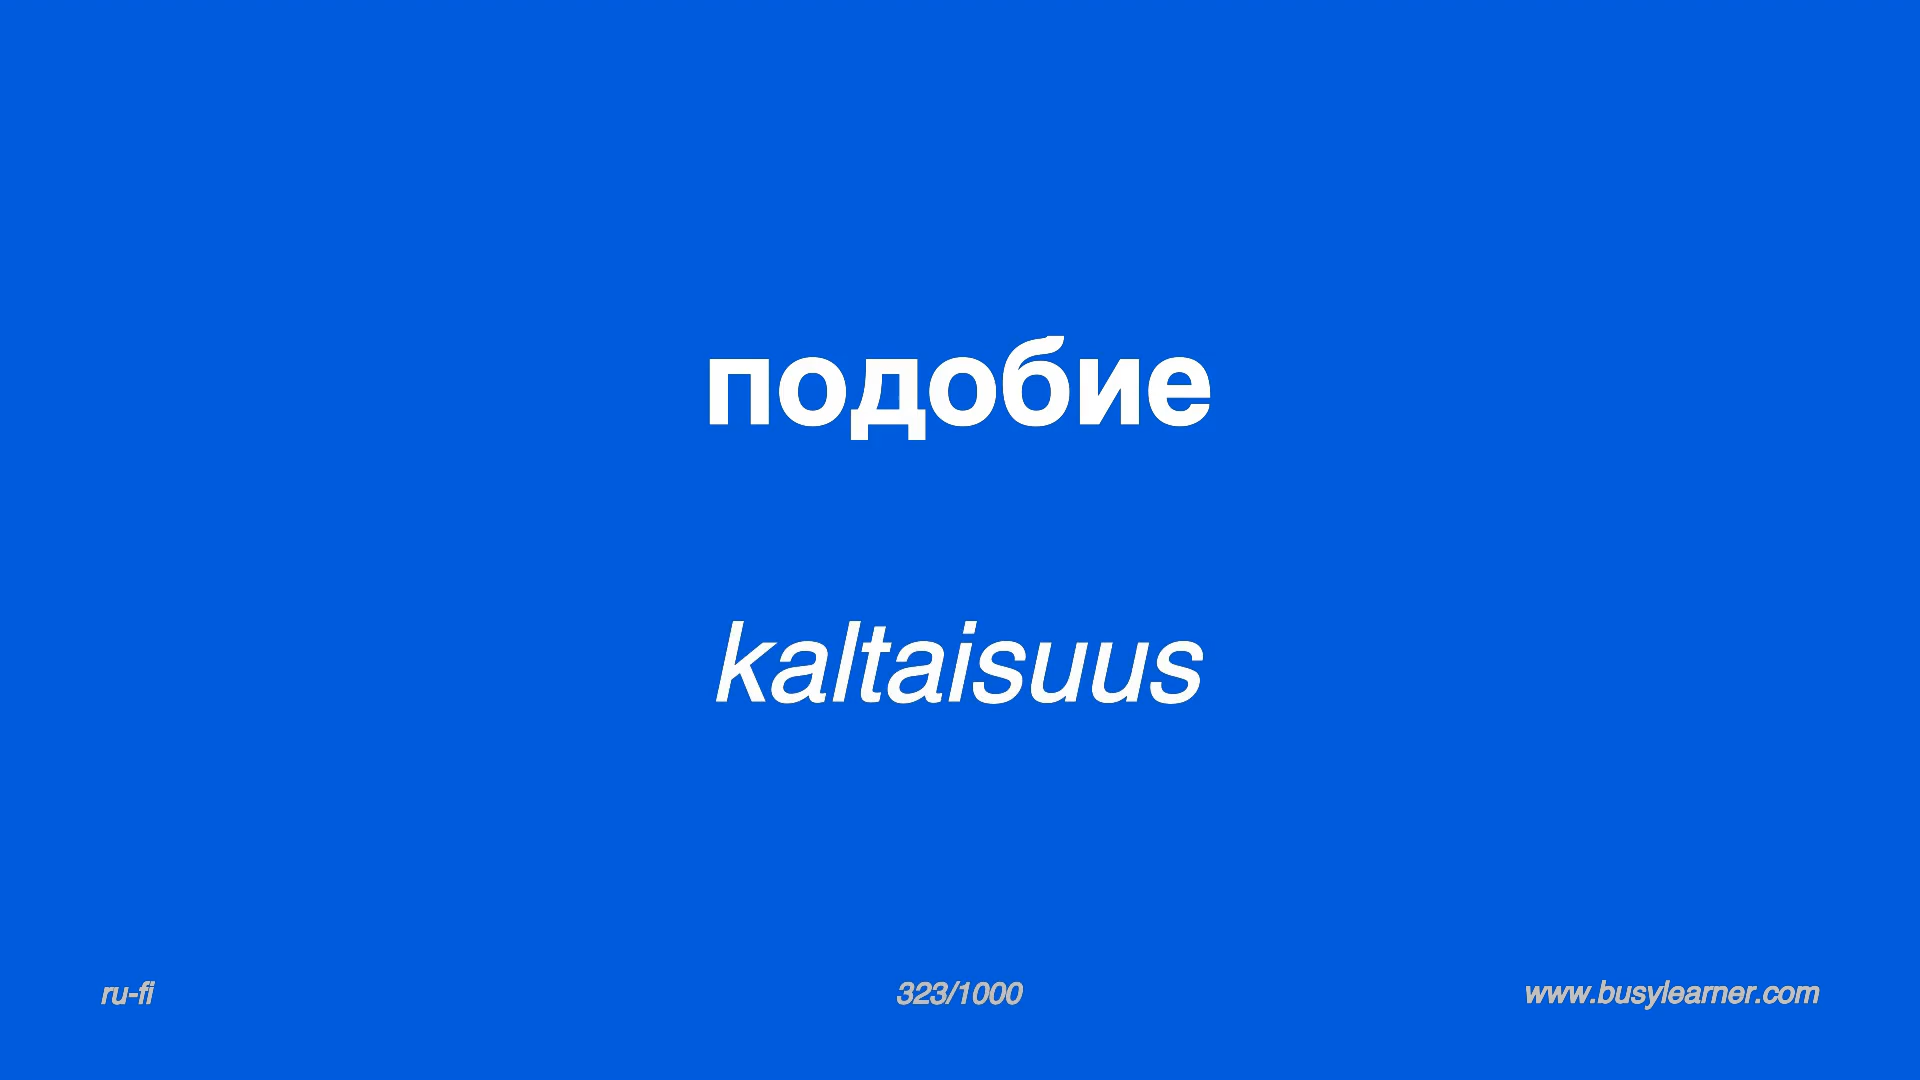 подобие
kaltaisuus
ru-fi
323/1000
www.busylearner.com